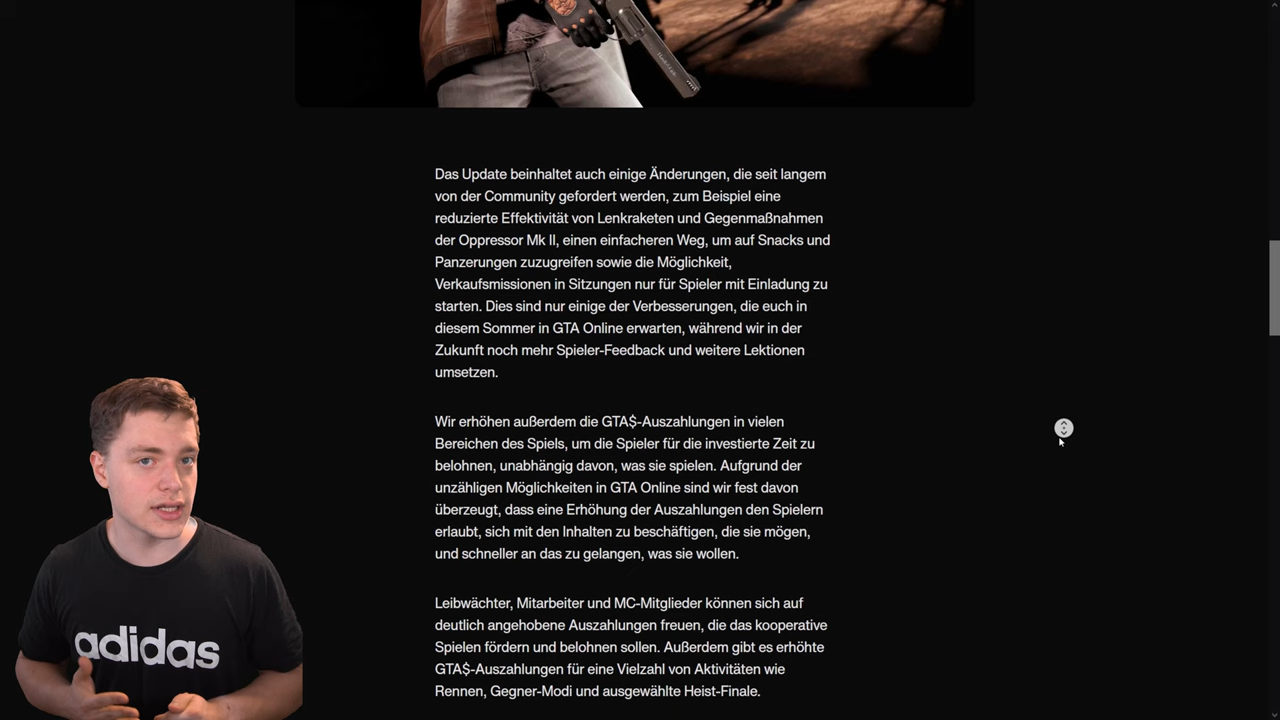 Das Update beinhaltet auch einige Änderungen, die seit langem
von der Community gefordert werden, zum Beispiel eine
reduzierte Effektivität von Lenkraketen und Gegenmaßnahmen
der Oppressor Mk II, einen einfacheren Weg, um auf Snacks und
Panzerungen zuzugreifen sowie die Möglichkeit,
Verkaufsmissionen in Sitzungen nur für Spieler mit Einladung zu
starten. Dies sind nur einige der Verbesserungen, die euch in
diesem Sommer in GTA Online erwarten, während wir in der
Zukunft noch mehr Spieler-Feedback und weitere Lektionen
umsetzen.
Wir erhöhen außerdem die GTA$-Auszahlungen in vielen
Bereichen des Spiels, um die Spieler für die investierte Zeit zu
belohnen, unabhängig davon, was sie spielen. Aufgrund der
unzähligen Möglichkeiten in GTA Online sind wir fest davon
überzeugt, dass eine Erhöhung der Auszahlungen den Spielern
erlaubt, sich mit den Inhalten zu beschäftigen, die sie mögen,
und schneller an das zu gelangen, was sie wollen.
Leibwächter, Mitarbeiter und MC-Mitglieder können sich auf
deutlich angehobene Auszahlungen freuen, die das kooperative
Spielen fördern und belohnen sollen. Außerdem gibt es erhöhte
GTA$-Auszahlungen für eine Vielzahl von Aktivitäten wie
Rennen, Gegner-Modi und ausgewählte Heist-Finale.
adidas